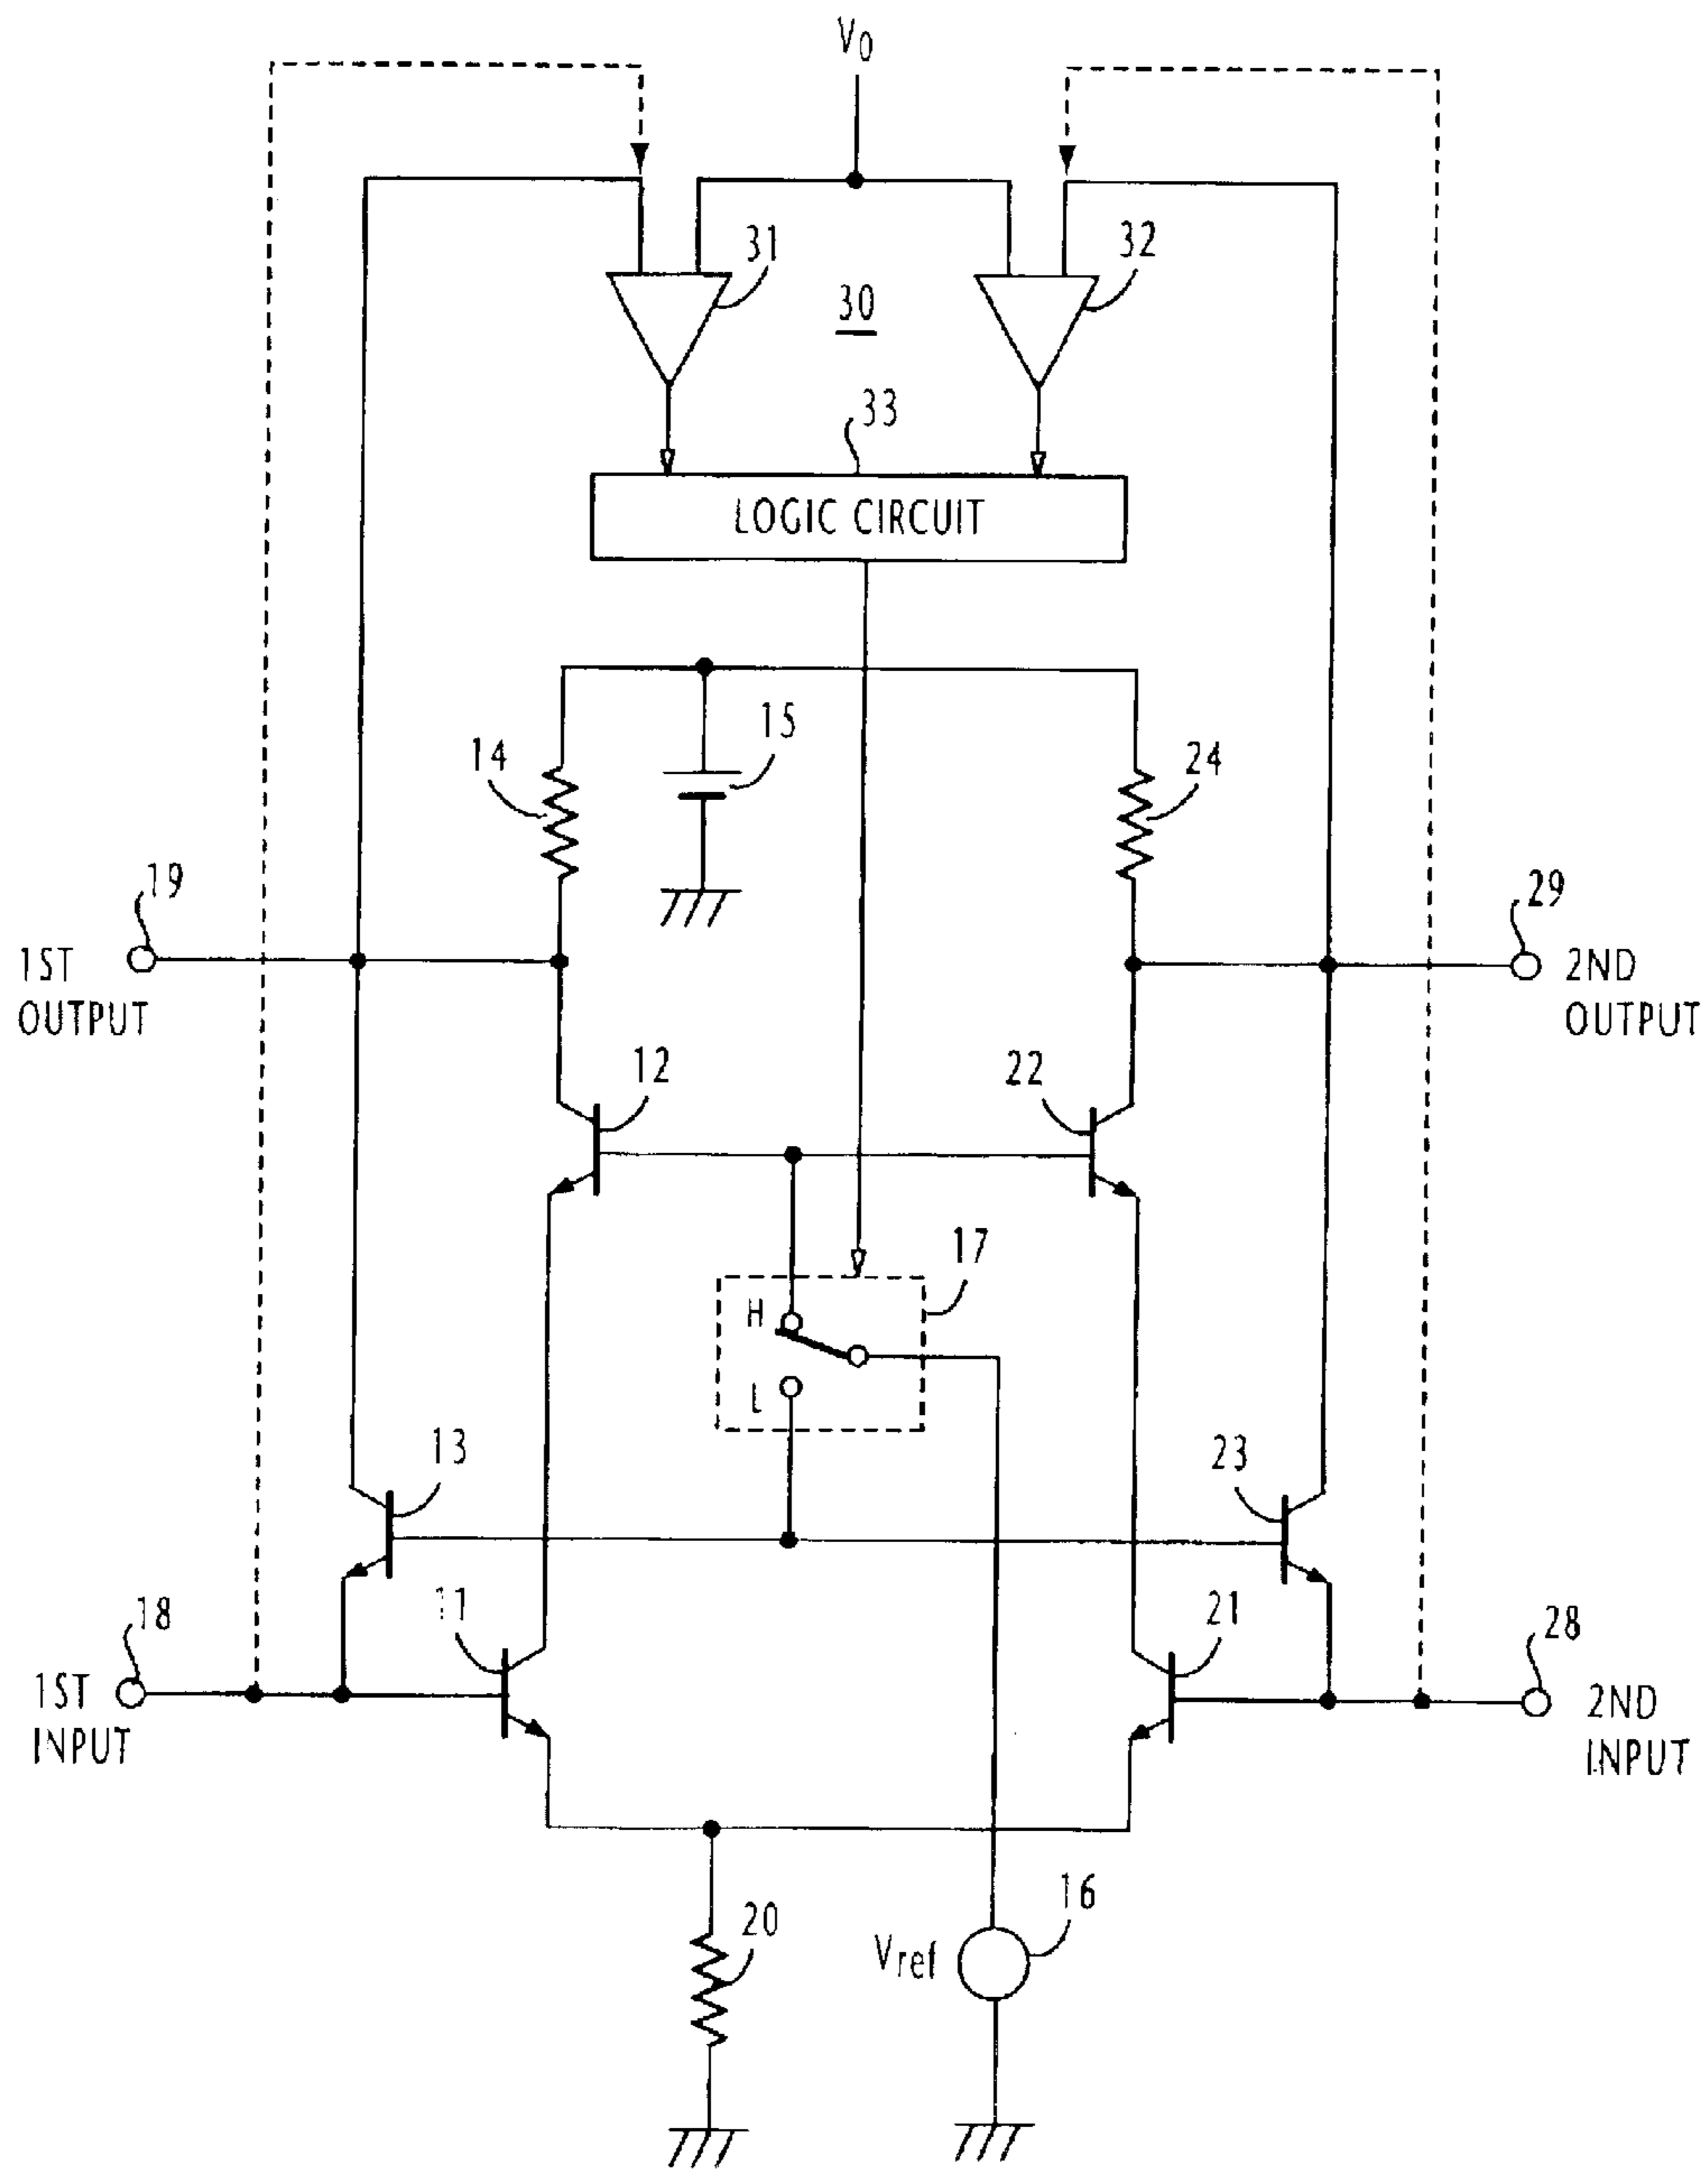 V0
31
32
30
33
LOGIC CIRCUIT
15
14
24
19
29
1ST
OUTPUT
2ND
OUTPUT
12
22
17
H
L
13
23
11
21
18
28
1ST
INPUT
2ND
INPUT
16
20
Vref